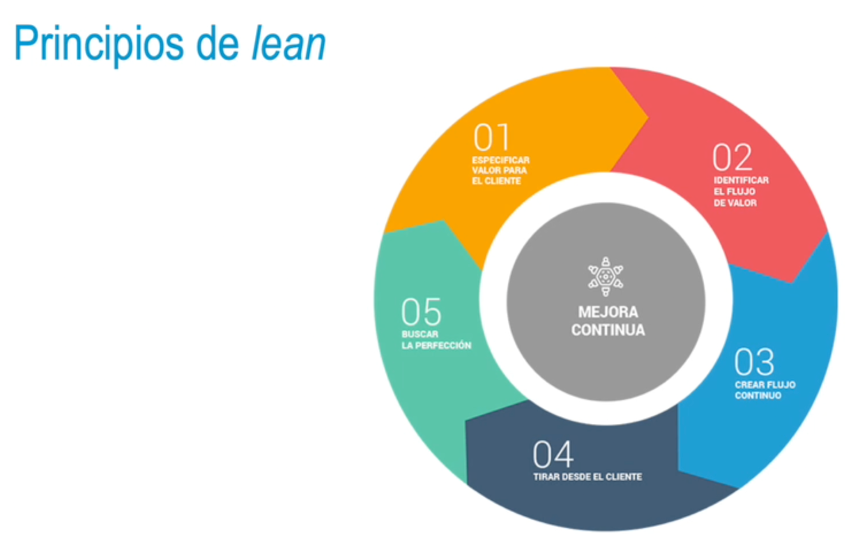 Principios de lean
01
ESPECIFICAR
VALOR PARA
EL CLIENTE
02
IDENTIFICAR
EL FLUJO
DE VALOR
03
CREAR FLUJO
CONTINUO
04
TIRAR DESDE EL CLIENTE
05
BUSCAR
LA PERFECCIÓN
MEJORA
CONTINUA